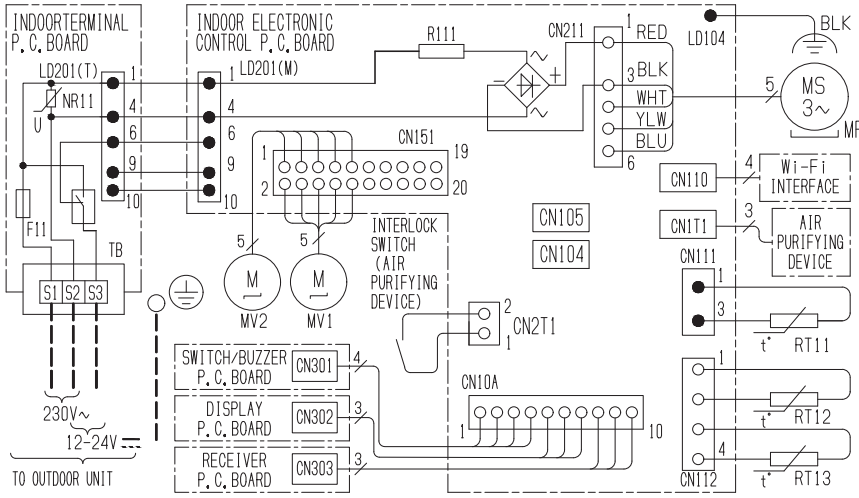 INDOORTERMINAL
P.C.BOARD
INDOOR ELECTRONIC
CONTROL P.C.BOARD
LD201(T)
LD201(M)
R111
CN211
1
RED
LD104
BLK
NR11
U
1
4
6
9
10
1
4
6
9
10
~
−
+
~
3
BLK
WHT
YLW
BLU
6
5
MS
3~
MF
CN151
1
19
2
20
CN110
4
Wi-Fi
INTERFACE
CN1T1
3
AIR
PURIFYING
DEVICE
F11
TB
S1
S2
S3
5
M
MV2
5
M
MV1
INTERLOCK
SWITCH
(AIR
PURIFYING
DEVICE)
CN105
CN104
CN2T1
2
1
CN111
1
3
t°
RT11
SWITCH/BUZZER
P.C.BOARD
CN301
4
DISPLAY
P.C.BOARD
CN302
3
RECEIVER
P.C.BOARD
CN303
3
CN10A
1
10
1
4
CN112
t°
RT12
t°
RT13
230V~
12-24V
TO OUTDOOR UNIT